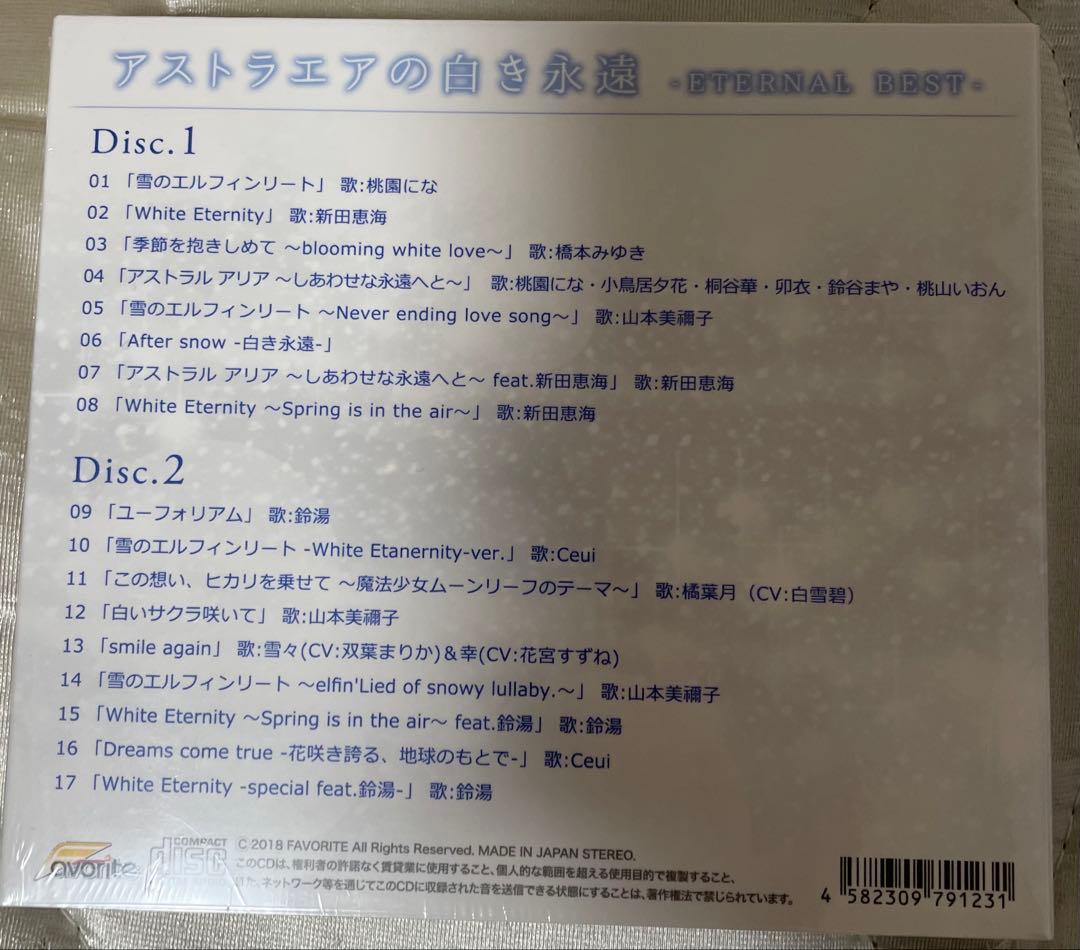 アストラエアの白き永遠 -ETERNAL BEST-
Disc.1
01 「雪のエルフィンリート」 歌:桃園にな
02 「White Eternity」 歌:新田恵海
03 「季節を抱きしめて ～blooming white love～」 歌:橋本みゆき
04 「アストラル アリア ～しあわせな永遠へと～」 歌:桃園にな・小鳥居夕花・桐谷華・卯衣・鈴谷まや・桃山いおん
05 「雪のエルフィンリート ～Never ending love song～」 歌:山本美禰子
06 「After snow -白き永遠-」
07 「アストラル アリア ～しあわせな永遠へと～ feat.新田恵海」 歌:新田恵海
08 「White Eternity ～Spring is in the air～」 歌:新田恵海
Disc.2
09 「ユーフォリアム」 歌:鈴湯
10 「雪のエルフィンリート -White Etanernity-ver.」 歌:Ceui
11 「この想い、ヒカリを乗せて ～魔法少女ムーンリーフのテーマ～」 歌:橘葉月（CV:白雪碧）
12 「白いサクラ咲いて」 歌:山本美禰子
13 「smile again」 歌:雪々(CV:双葉まりか)＆幸(CV:花宮すずね)
14 「雪のエルフィンリート ～elfin'Lied of snowy lullaby.～」 歌:山本美禰子
15 「White Eternity ～Spring is in the air～ feat.鈴湯」 歌:鈴湯
16 「Dreams come true -花咲き誇る、地球のもとで-」 歌:Ceui
17 「White Eternity -special feat.鈴湯-」 歌:鈴湯
Favorite
COMPACT disc
© 2018 FAVORITE All Rights Reserved. MADE IN JAPAN STEREO.
このCDは、権利者の許諾なく賃貸業に使用すること、個人的な範囲を超える使用目的で複製すること、
また、ネットワーク等を通じてこのCDに収録された音を送信できる状態にすることは、著作権法で禁じられています。
4 582309 791231